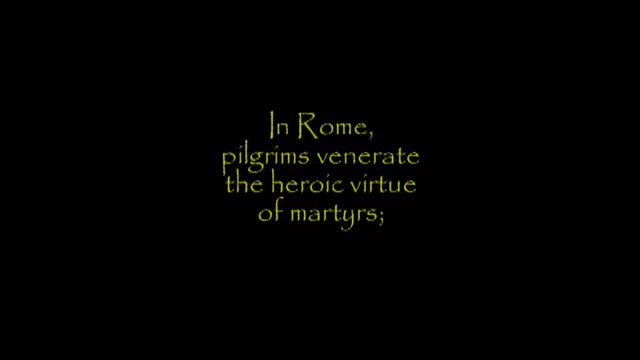 In Rome,
pilgrims venerate
the heroic virtue
of martyrs;